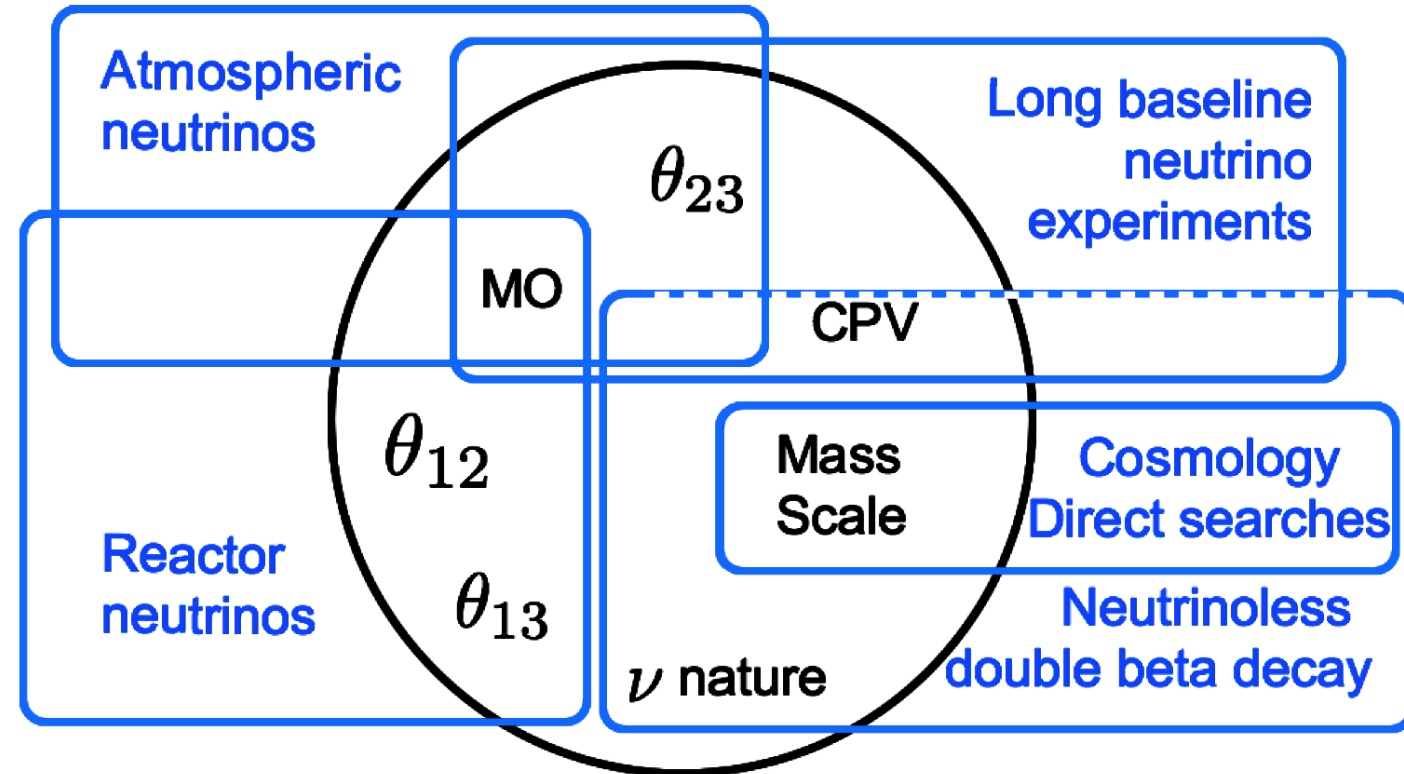 Atmospheric
neutrinos
Long baseline
neutrino
experiments
θ₂₃
MO
CPV
θ₁₂
Mass
Scale
Cosmology
Direct searches
Reactor
neutrinos
θ₁₃
Neutrinoless
double beta decay
ν nature